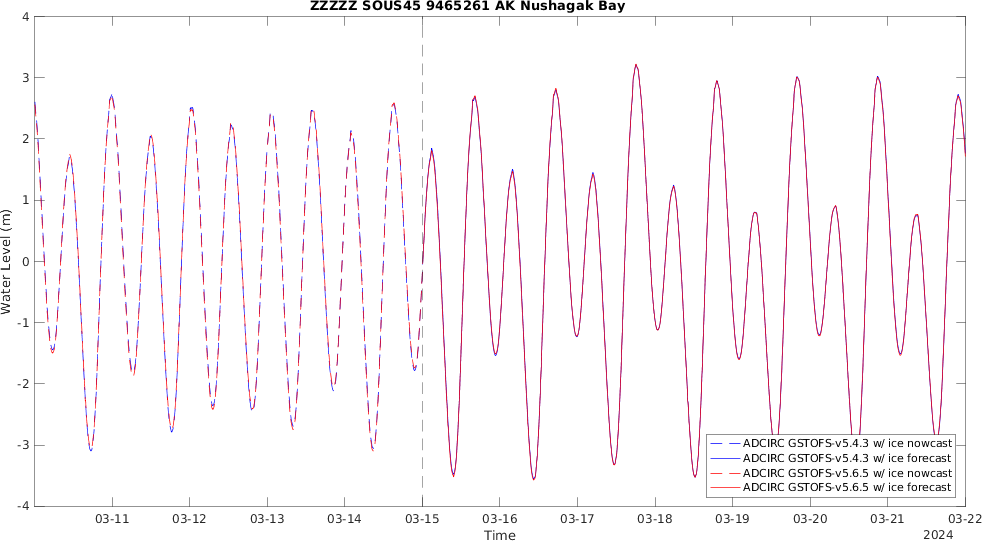 ZZZZZ SOUS45 9465261 AK Nushagak Bay
Water Level (m)
4
3
2
1
0
-1
-2
-3
-4
ADCIRC GSTOFS-v5.4.3 w/ ice nowcast
ADCIRC GSTOFS-v5.4.3 w/ ice forecast
ADCIRC GSTOFS-v5.6.5 w/ ice nowcast
ADCIRC GSTOFS-v5.6.5 w/ ice forecast
03-11 03-12 03-13 03-14 03-15 03-16 03-17 03-18 03-19 03-20 03-21 03-22
Time
2024